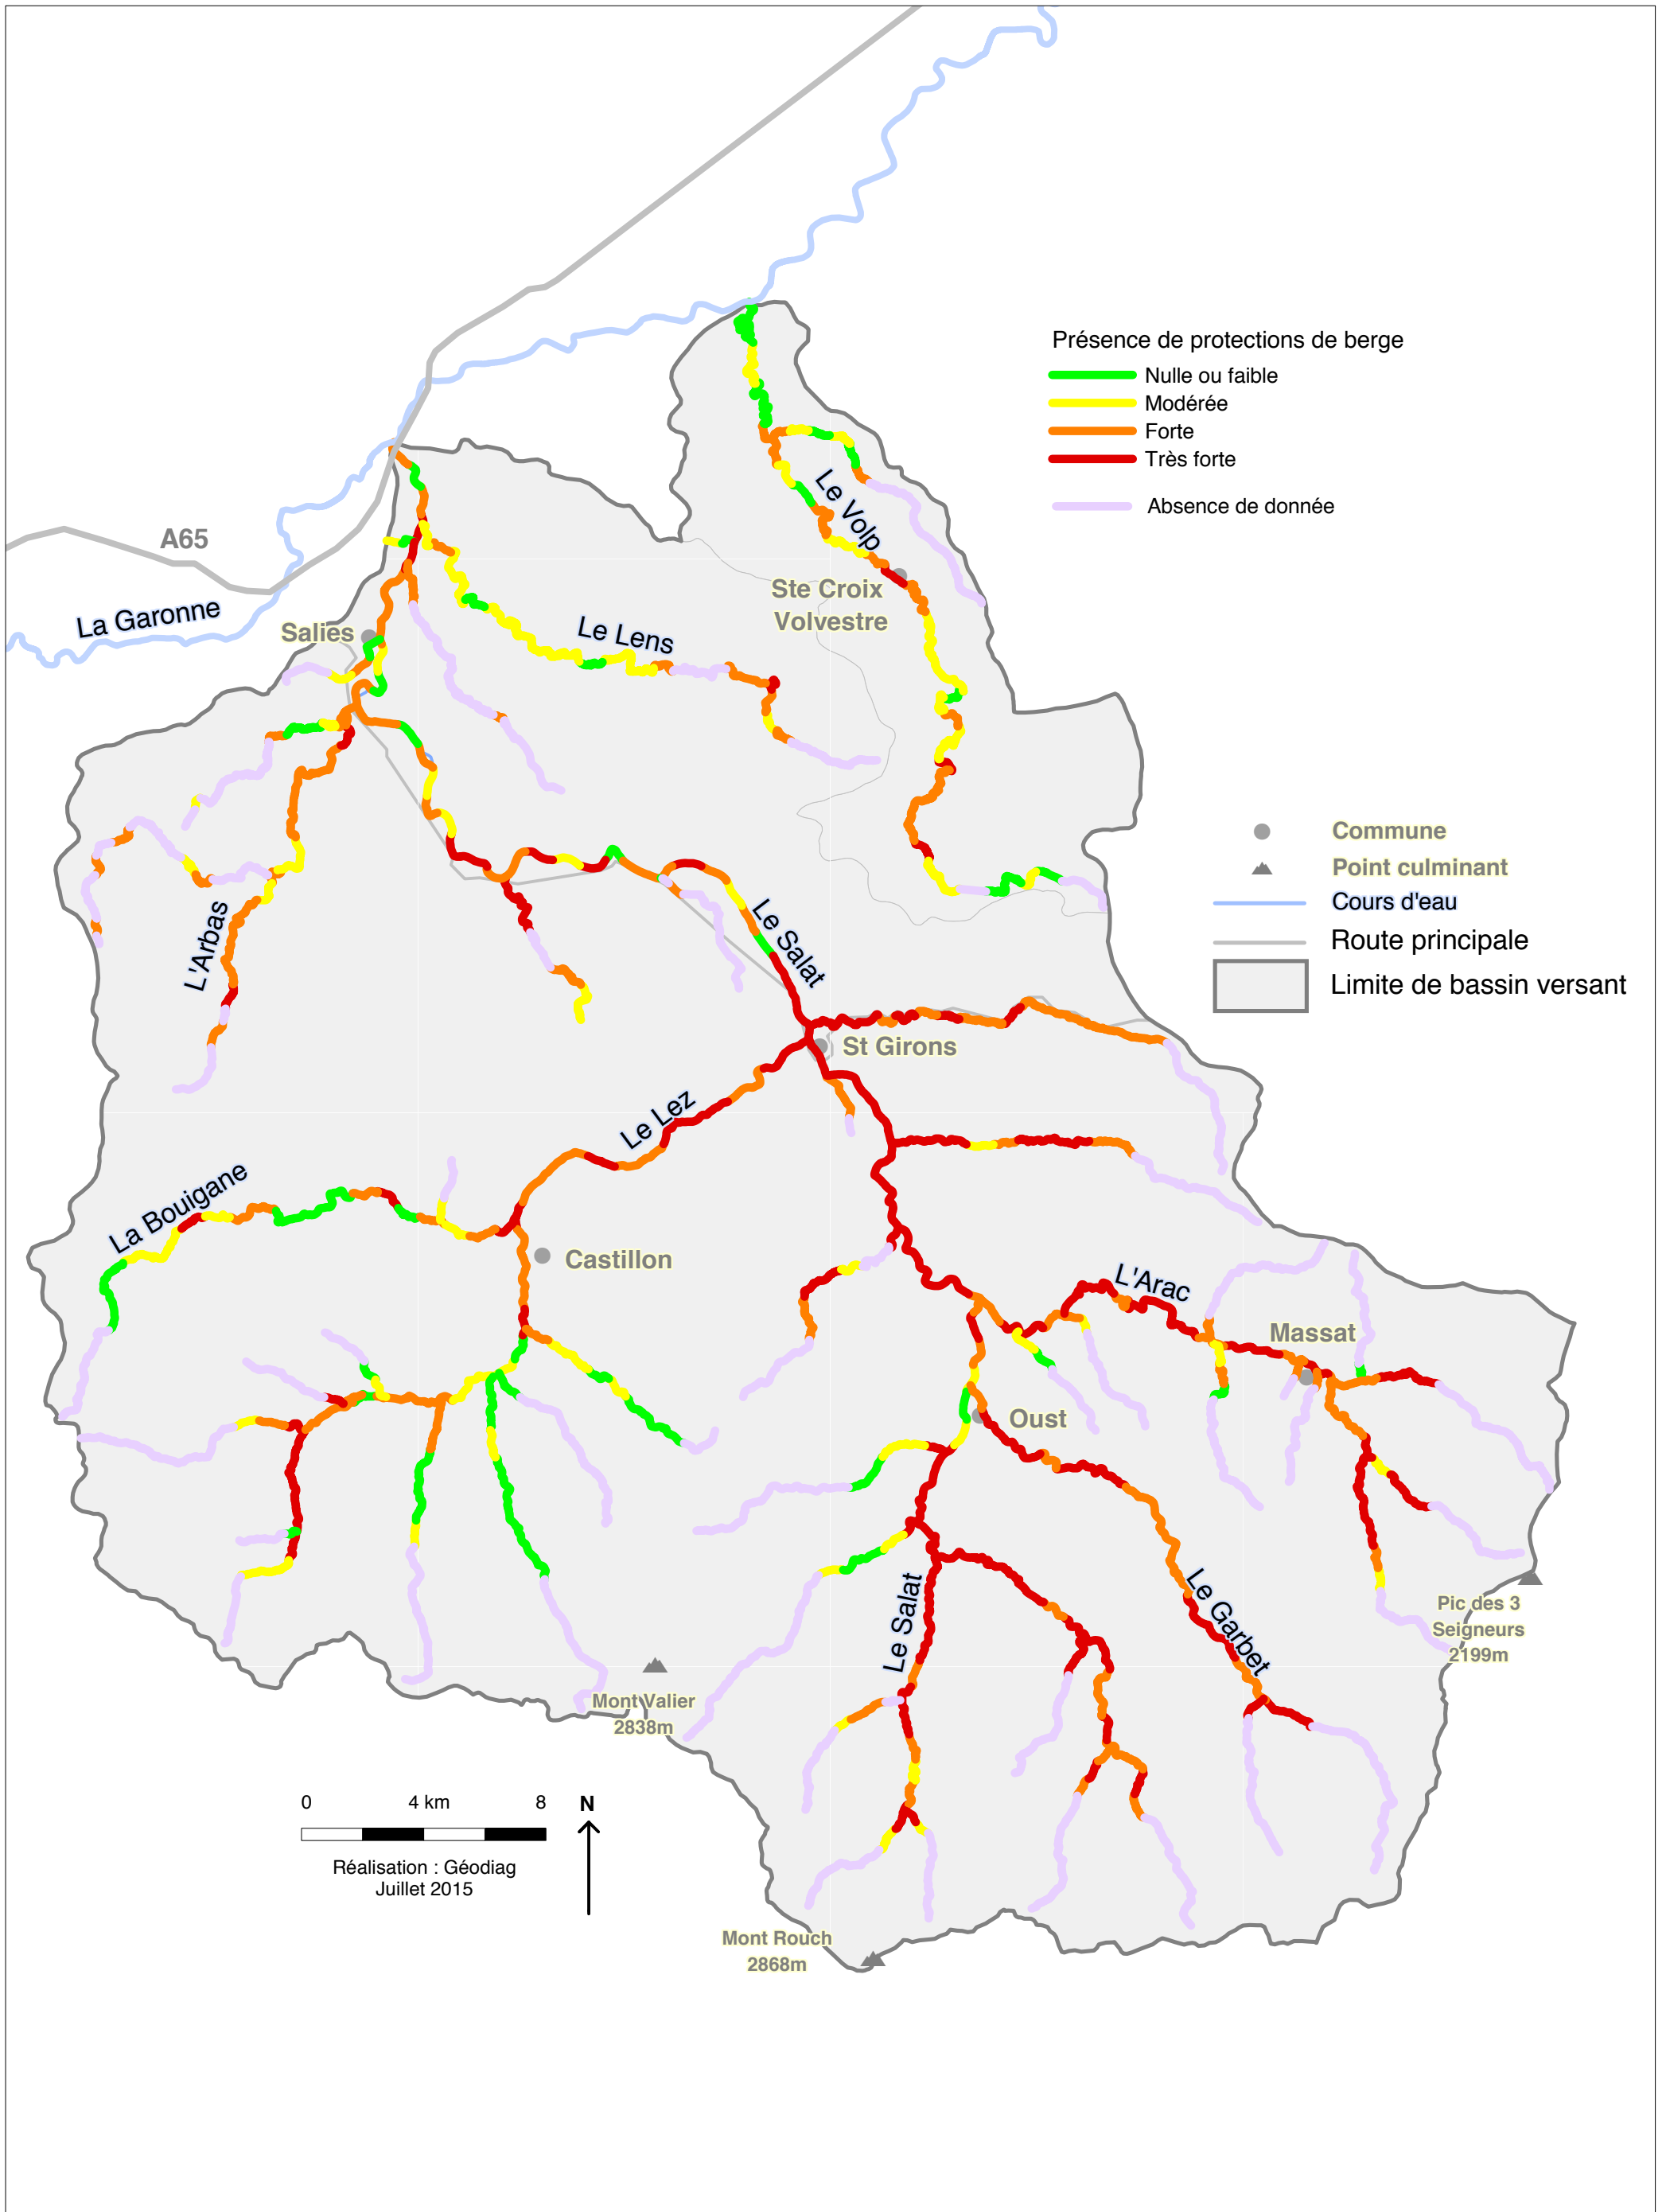 Présence de protections de berge
Nulle ou faible
Modérée
Forte
Très forte
Absence de donnée
A65
La Garonne
Salies
Le Lens
Le Volp
Ste Croix
Volvestre
Commune
Point culminant
Cours d'eau
Route principale
Limite de bassin versant
L'Arbas
Le Salat
St Girons
Le Lez
La Bouigane
Castillon
L'Arac
Massat
Oust
Le Salat
Le Garbet
Pic des 3
Seigneurs
2199m
Mont Valier
2838m
0 4 km 8
N
Réalisation : Géodiag
Juillet 2015
Mont Rouch
2868m